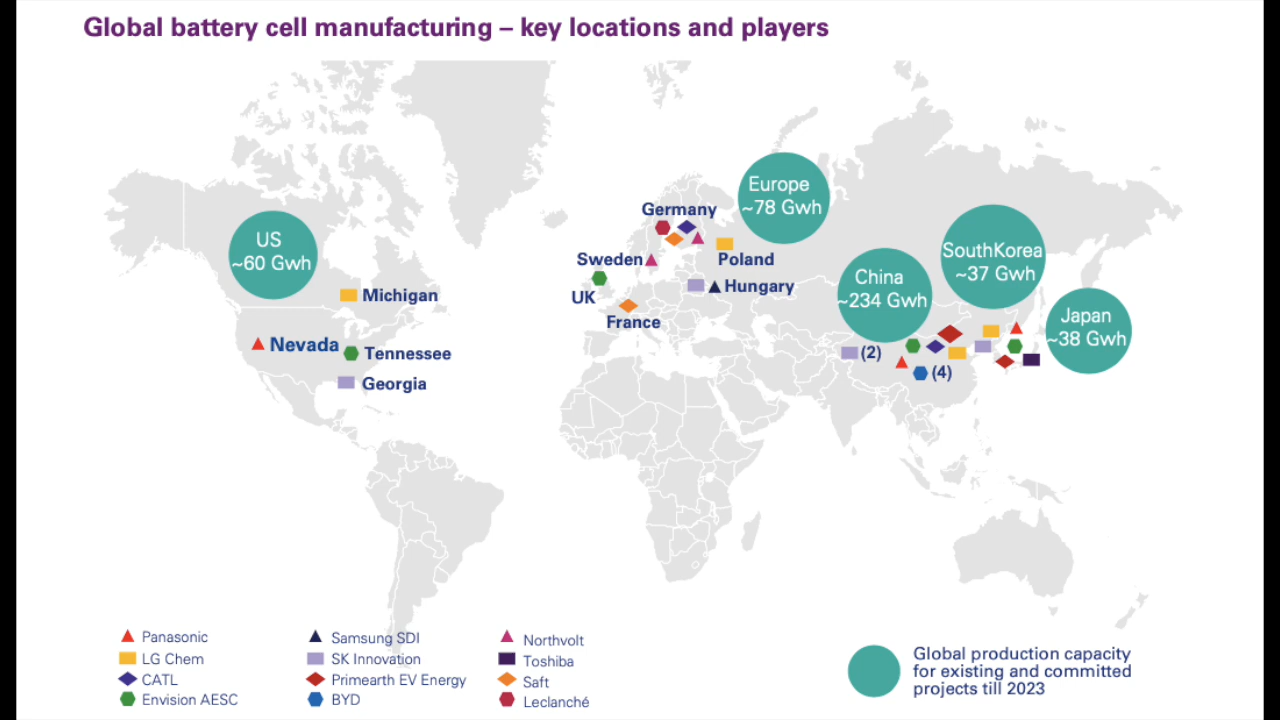 Global battery cell manufacturing – key locations and players
Europe
~78 Gwh
US
~60 Gwh
Germany
SouthKorea
~37 Gwh
Sweden
Poland
China
~234 Gwh
UK
Hungary
Michigan
France
Japan
~38 Gwh
Nevada
Tennessee
(2)
(4)
Georgia
Panasonic
LG Chem
CATL
Envision AESC
Samsung SDI
SK Innovation
Primearth EV Energy
BYD
Northvolt
Toshiba
Saft
Leclanché
Global production capacity
for existing and committed
projects till 2023